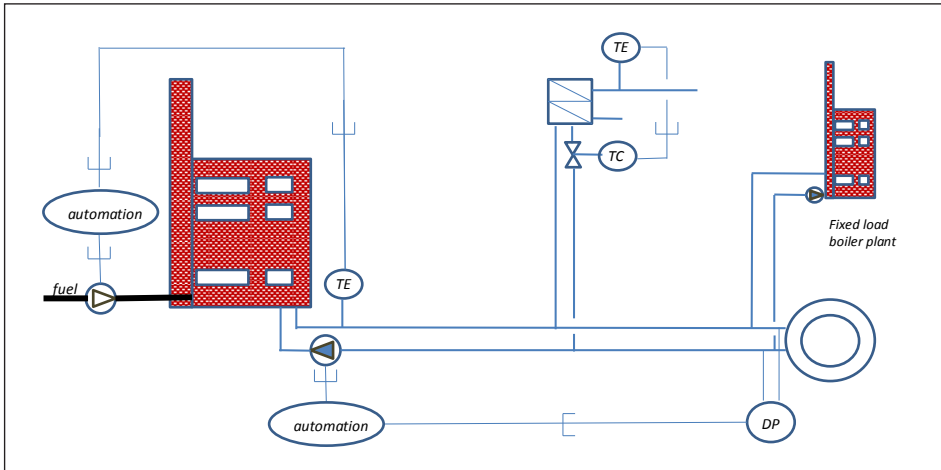 TE
TC
automation
Fixed load
boiler plant
fuel
TE
automation
DP